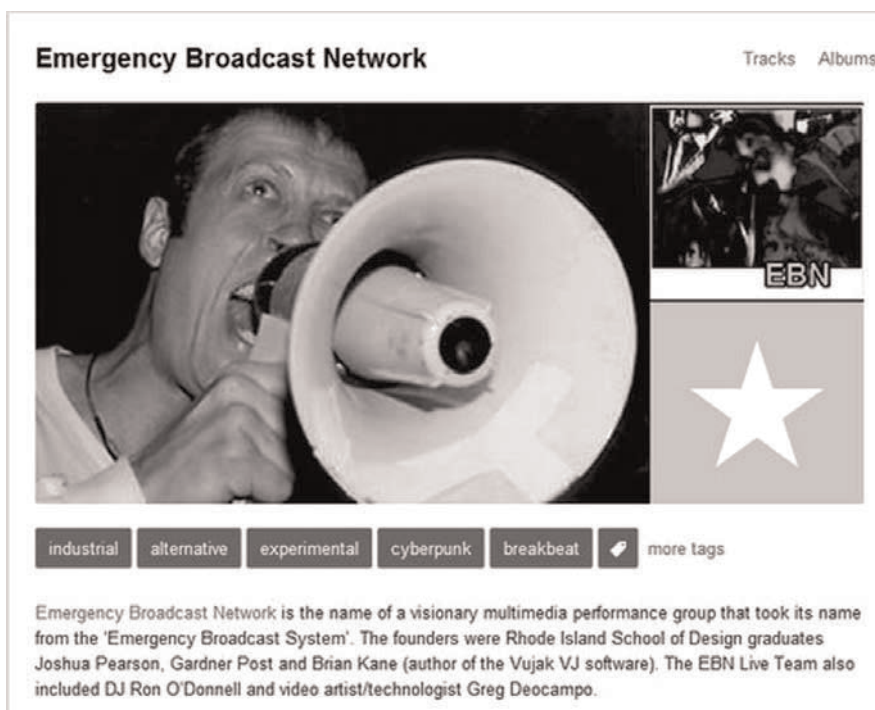 Emergency Broadcast Network
Tracks Albums
EBN
industrial alternative experimental cyberpunk breakbeat more tags
Emergency Broadcast Network is the name of a visionary multimedia performance group that took its name
from the 'Emergency Broadcast System'. The founders were Rhode Island School of Design graduates
Joshua Pearson, Gardner Post and Brian Kane (author of the Vujak VJ software). The EBN Live Team also
included DJ Ron O'Donnell and video artist/technologist Greg Deocampo.